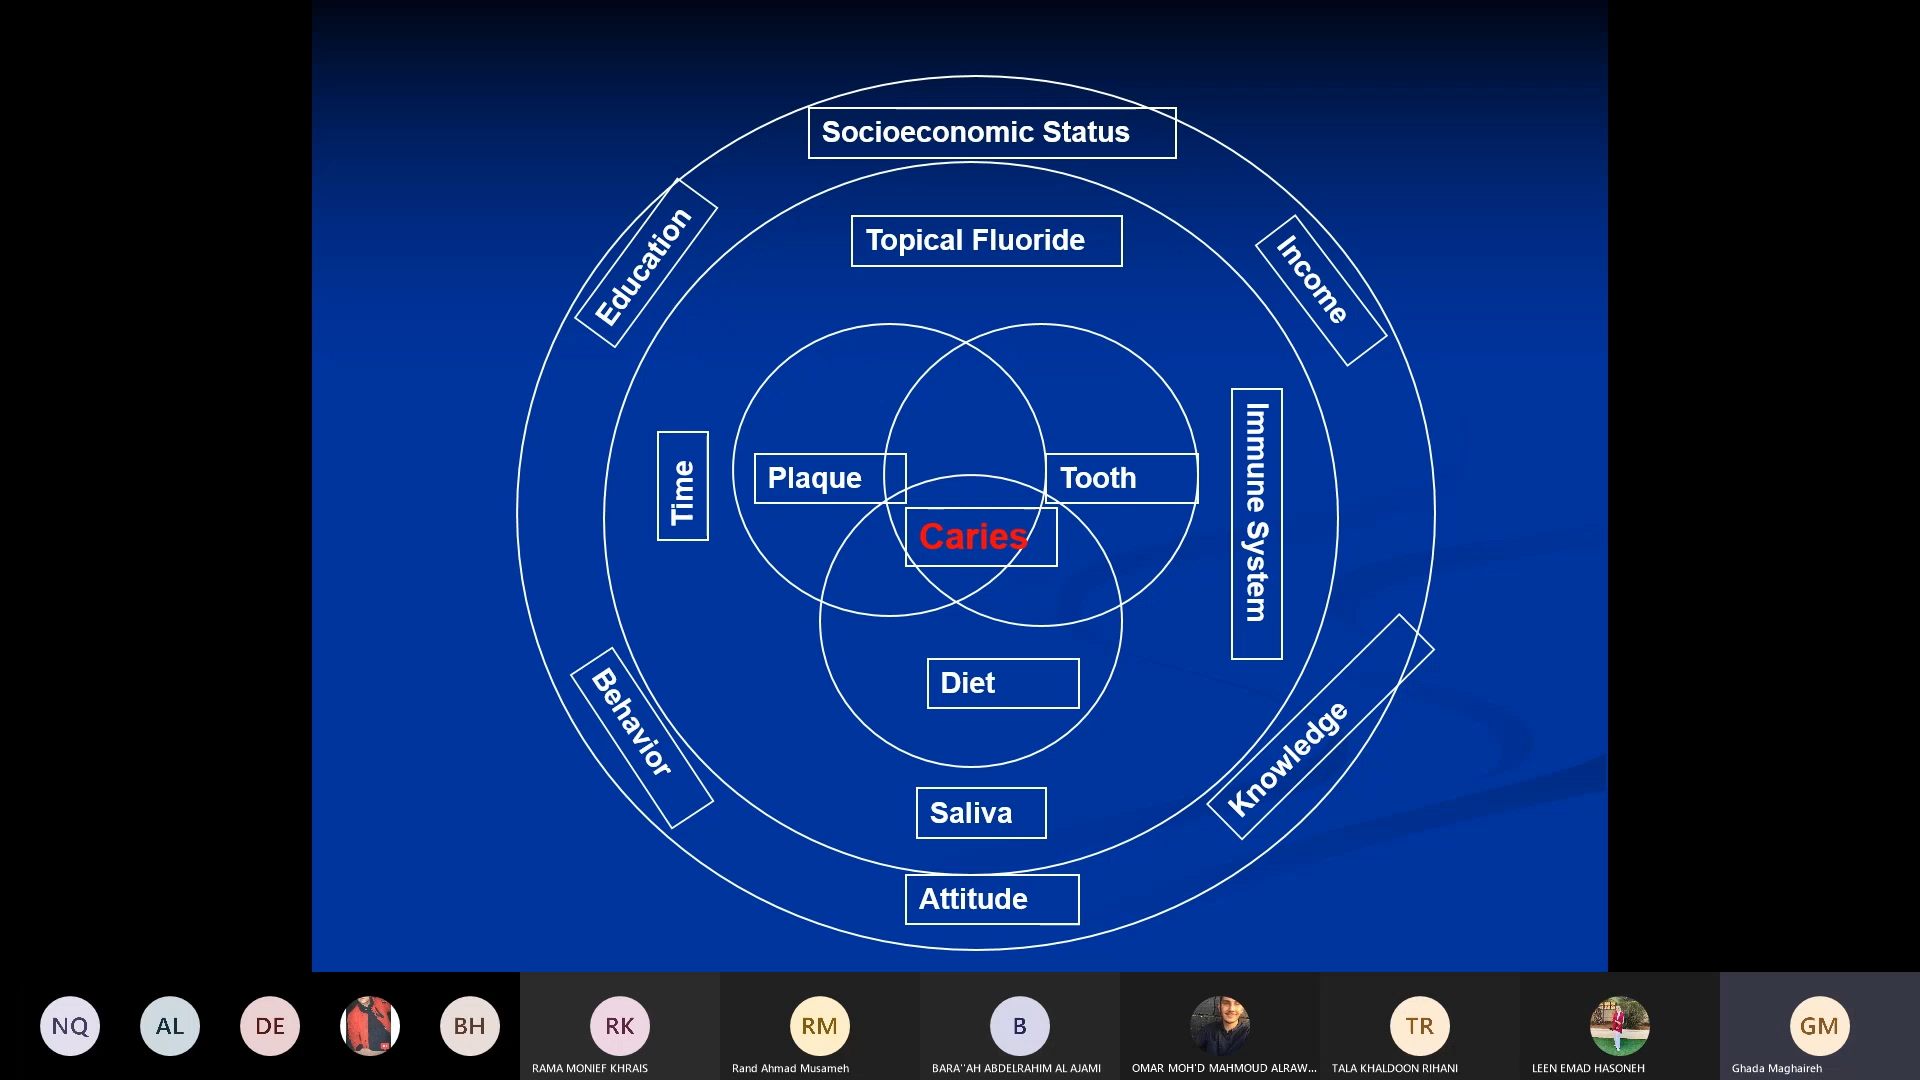 Socioeconomic Status
Topical Fluoride
Education
Income
Time
Plaque
Tooth
Immune System
Caries
Diet
Behavior
Knowledge
Saliva
Attitude
NQ
AL
DE
BH
RK
RM
B
TR
GM
RAMA MONIEF KHRAIS
Rand Ahmad Musameh
BARA''AH ABDELRAHIM AL AJAMI
OMAR MOH'D MAHMOUD ALRAW...
TALA KHALDOON RIHANI
LEEN EMAD HASONEH
Ghada Maghaireh